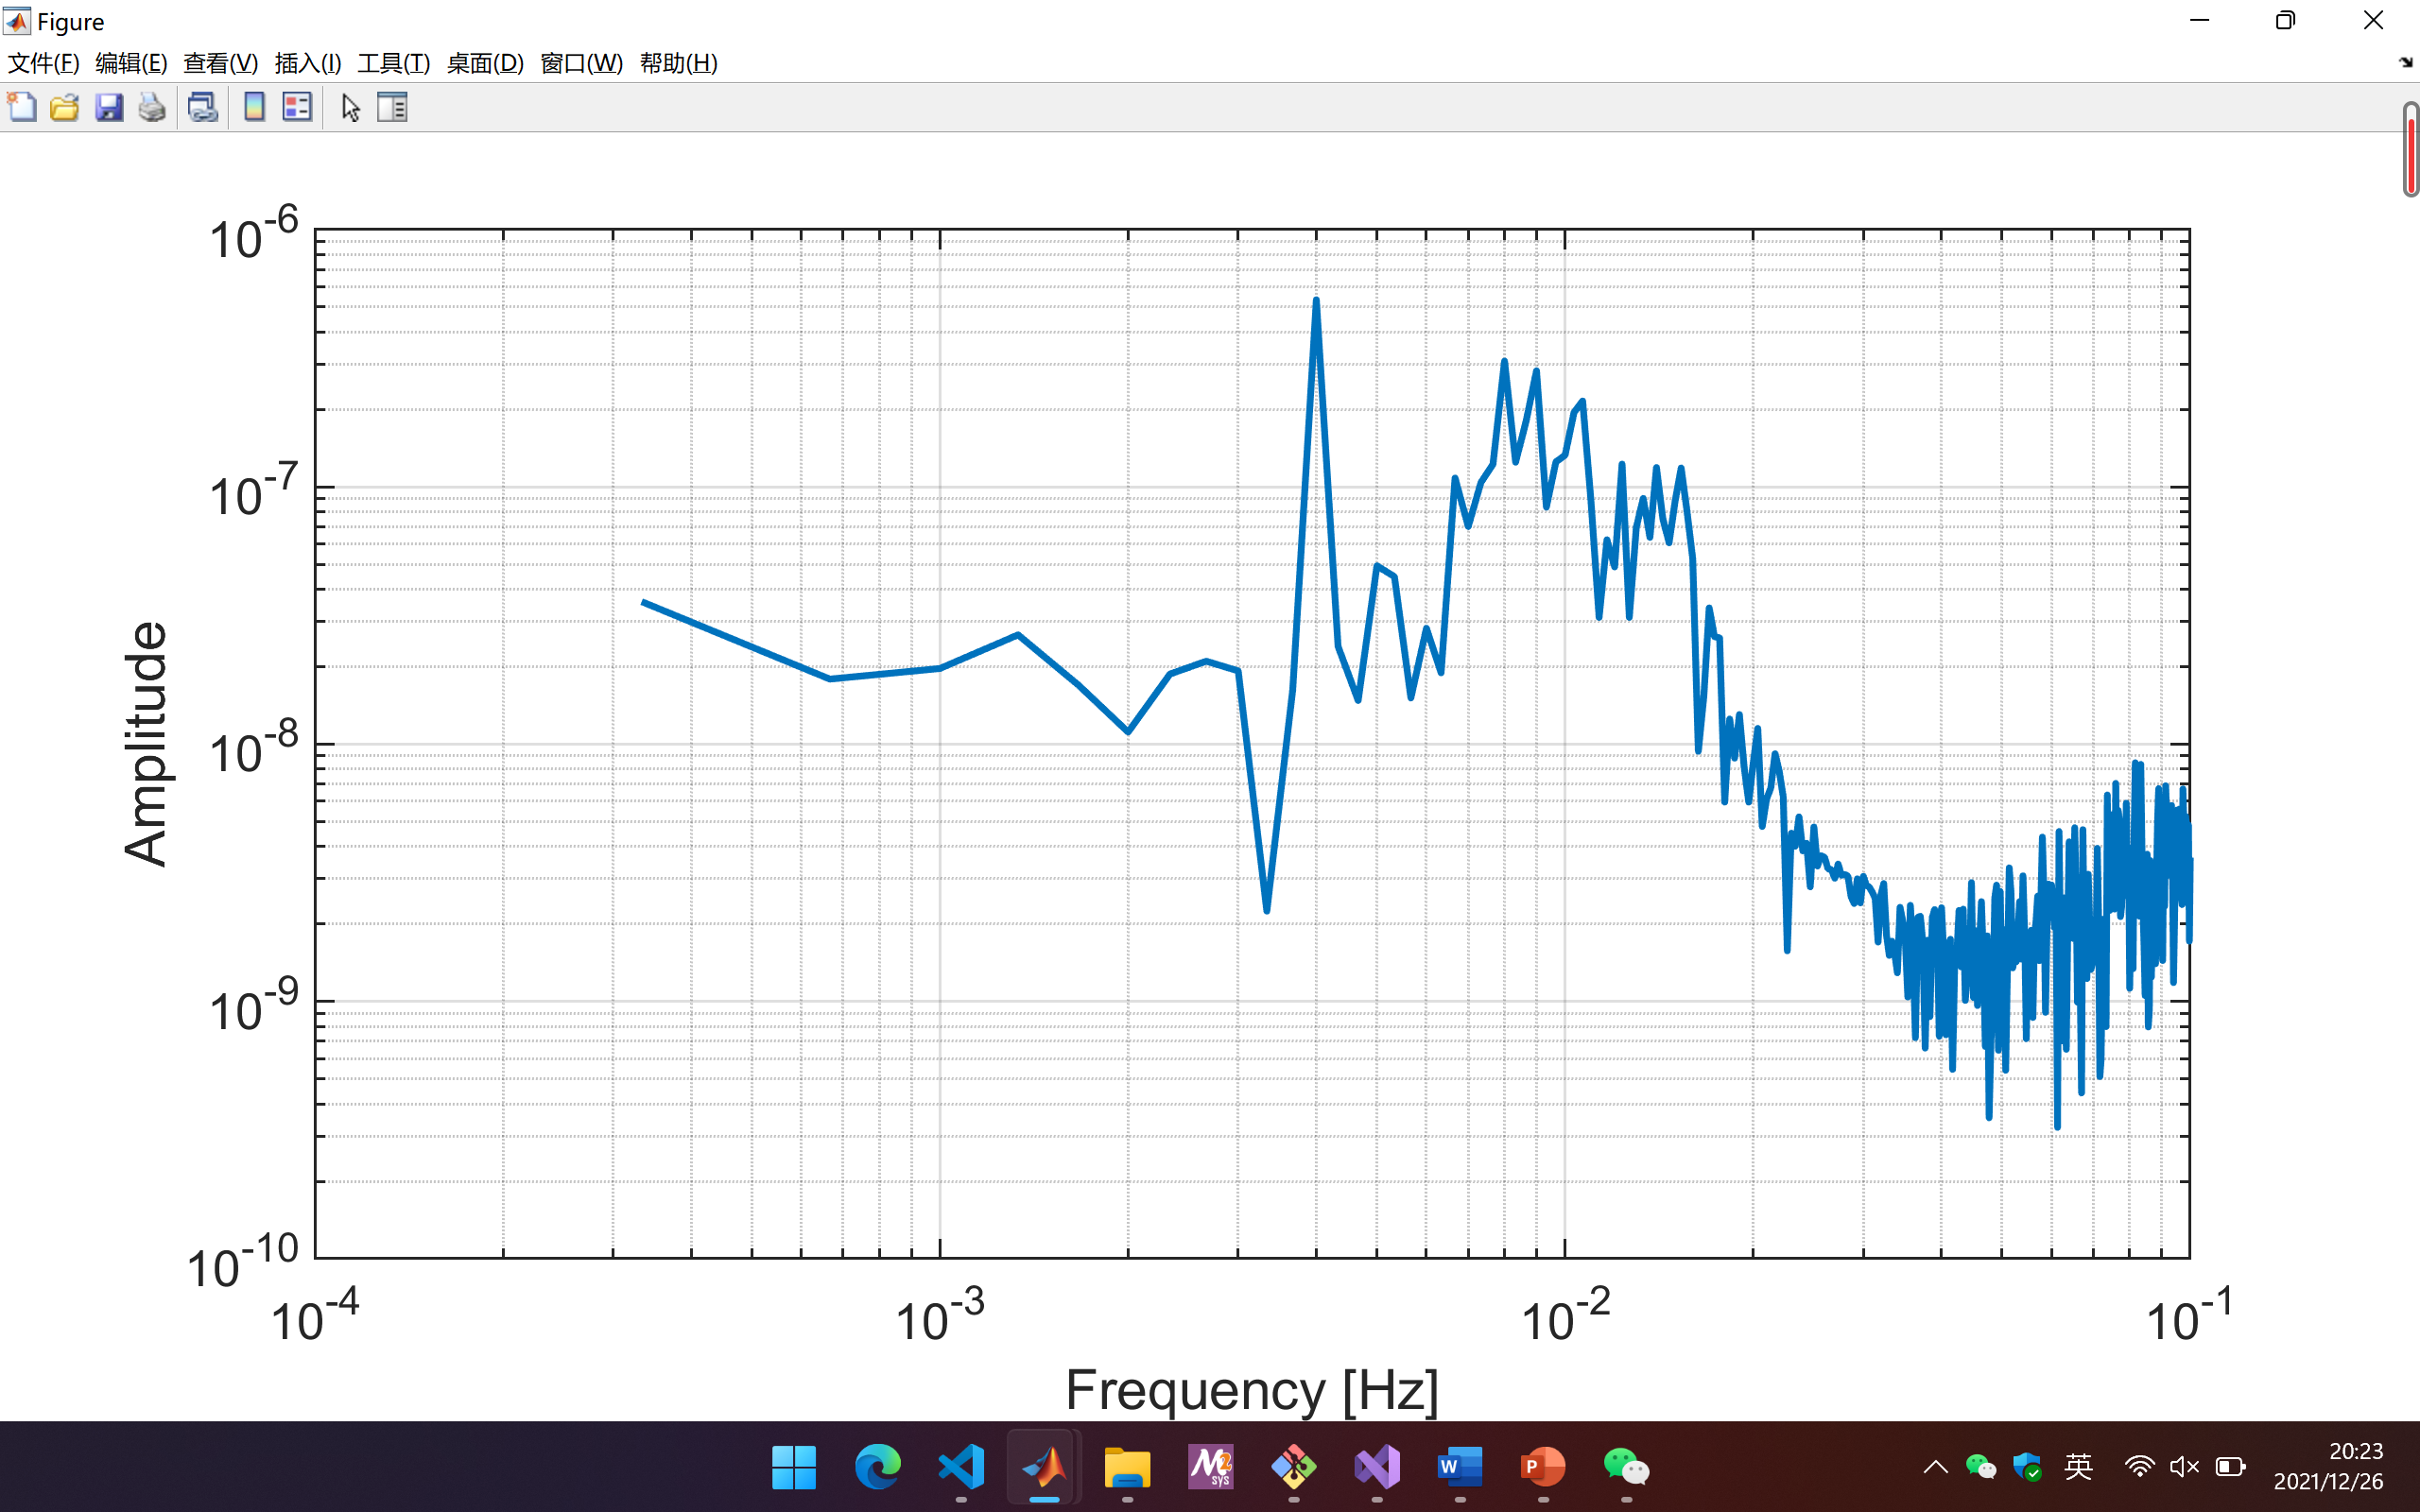 Figure
文件(F) 编辑(E) 查看(V) 插入(I) 工具(T) 桌面(D) 窗口(W) 帮助(H)
10^-6
10^-7
10^-8
10^-9
10^-10
Amplitude
10^-4 10^-3 10^-2 10^-1
Frequency [Hz]
M2
sys
W
P
英
20:23
2021/12/26